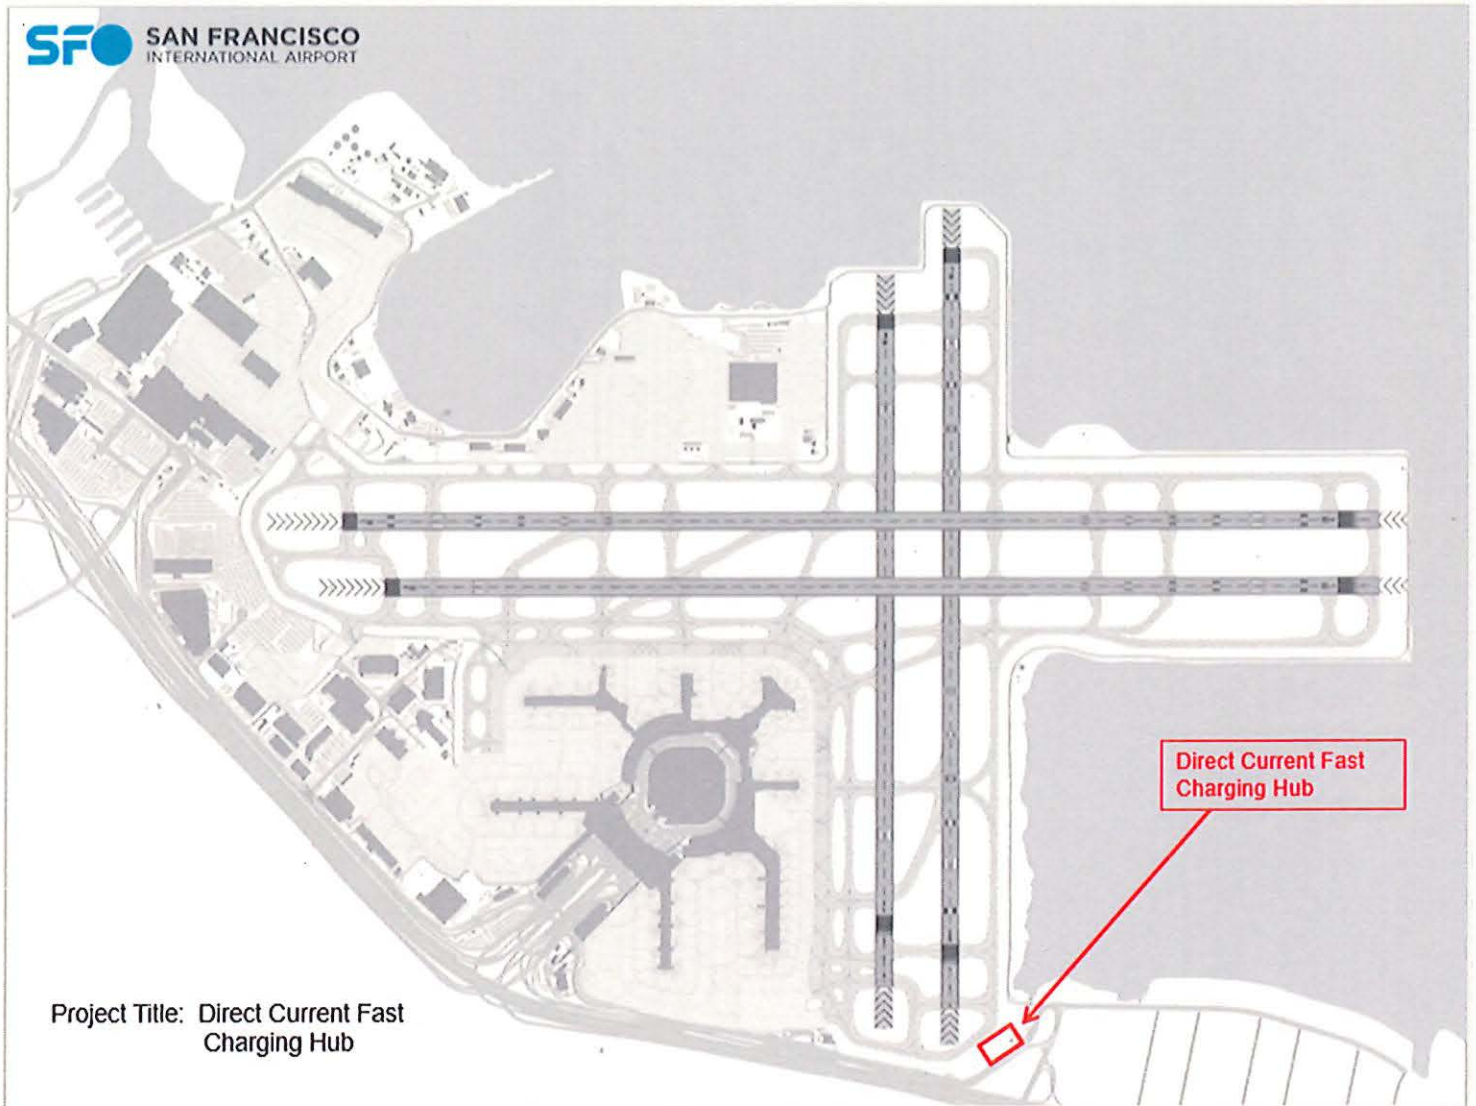 SFO SAN FRANCISCO
INTERNATIONAL AIRPORT
Direct Current Fast
Charging Hub
Project Title: Direct Current Fast
Charging Hub